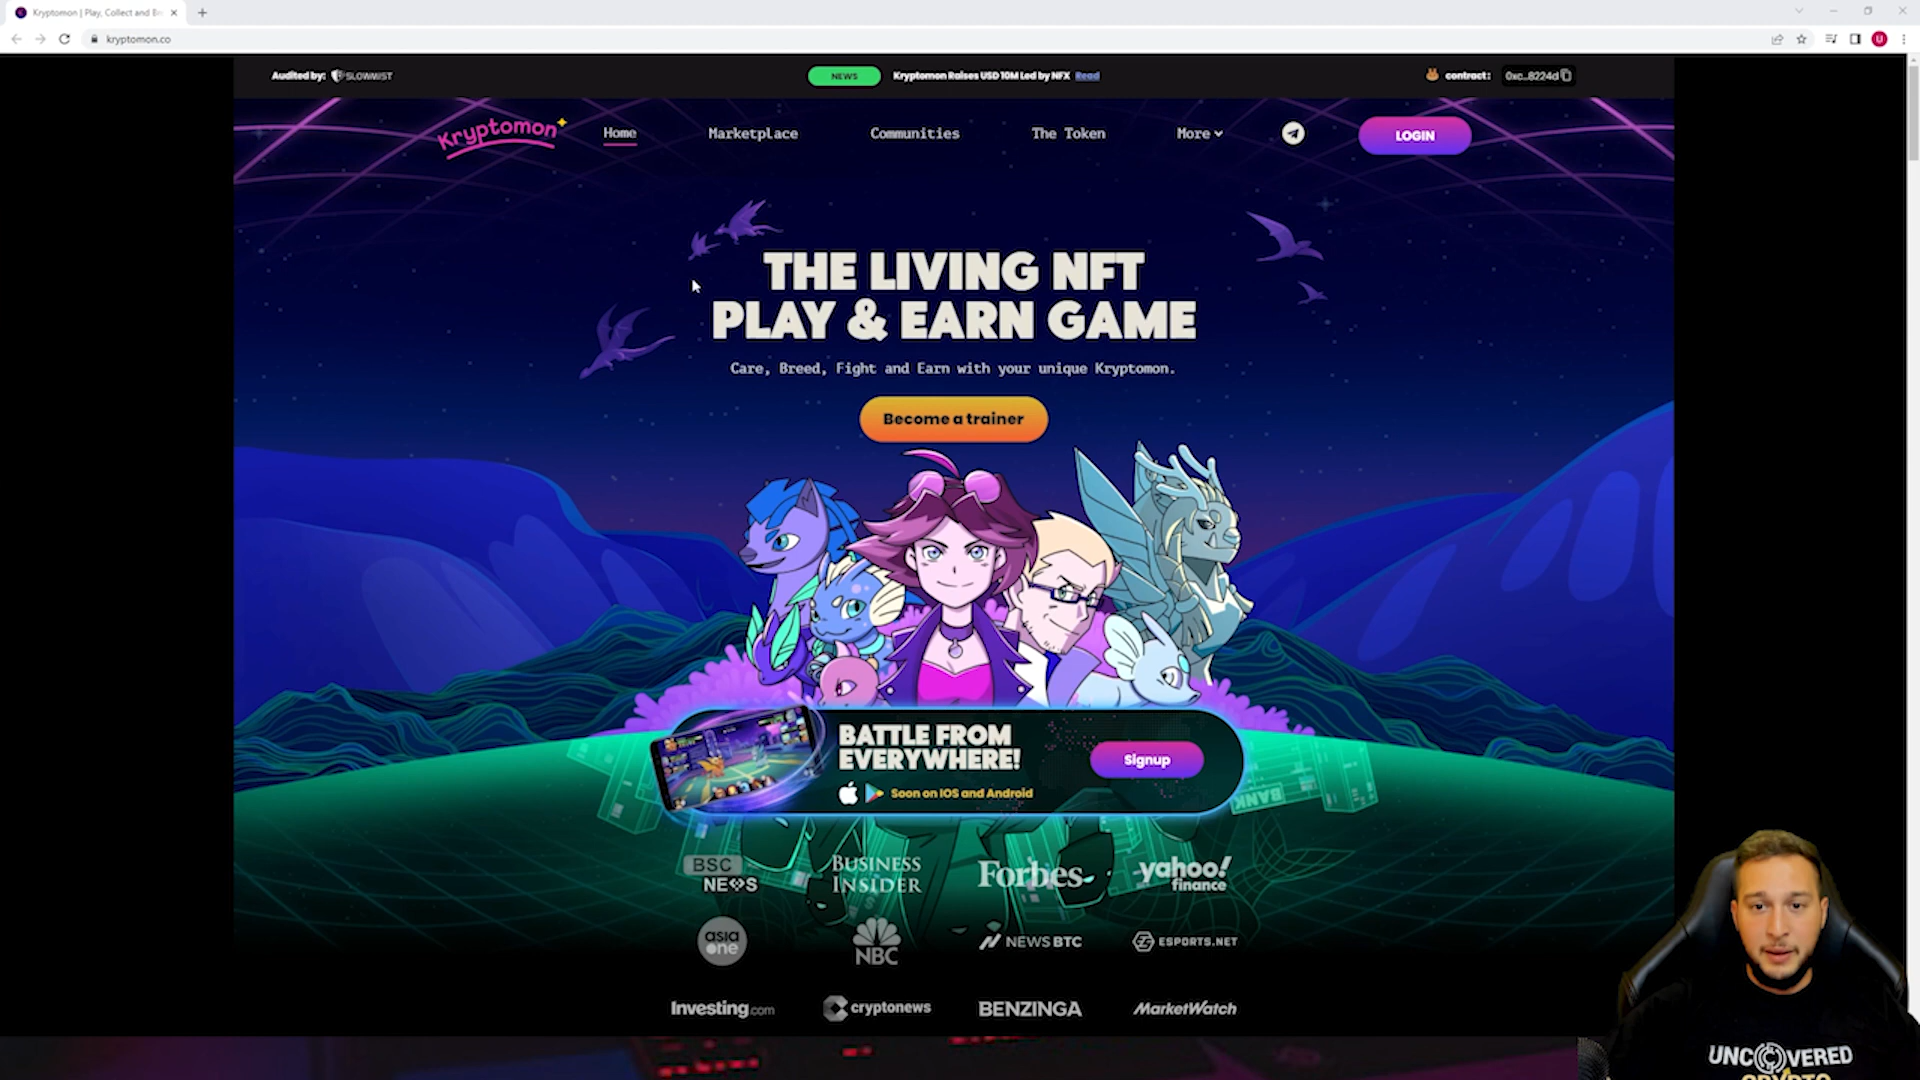 Kryptomon | Play, Collect and Br
kryptomon.co
Audited by: SLOWMIST
NEWS
Kryptomon Raises USD 10M Led by NFX Read
contract: 0xc...8224d
Kryptomon
Home
Marketplace
Communities
The Token
More
LOGIN
THE LIVING NFT
PLAY & EARN GAME
Care, Breed, Fight and Earn with your unique Kryptomon.
Become a trainer
BATTLE FROM
EVERYWHERE!
Soon on IOS and Android
Signup
BANK
BSC
NEWS
BUSINESS
INSIDER
Forbes
yahoo!
finance
asia
one
NBC
NEWS BTC
ESPORTS.NET
Investing.com
cryptonews
BENZINGA
MarketWatch
UNCOVERED
CRYPTO